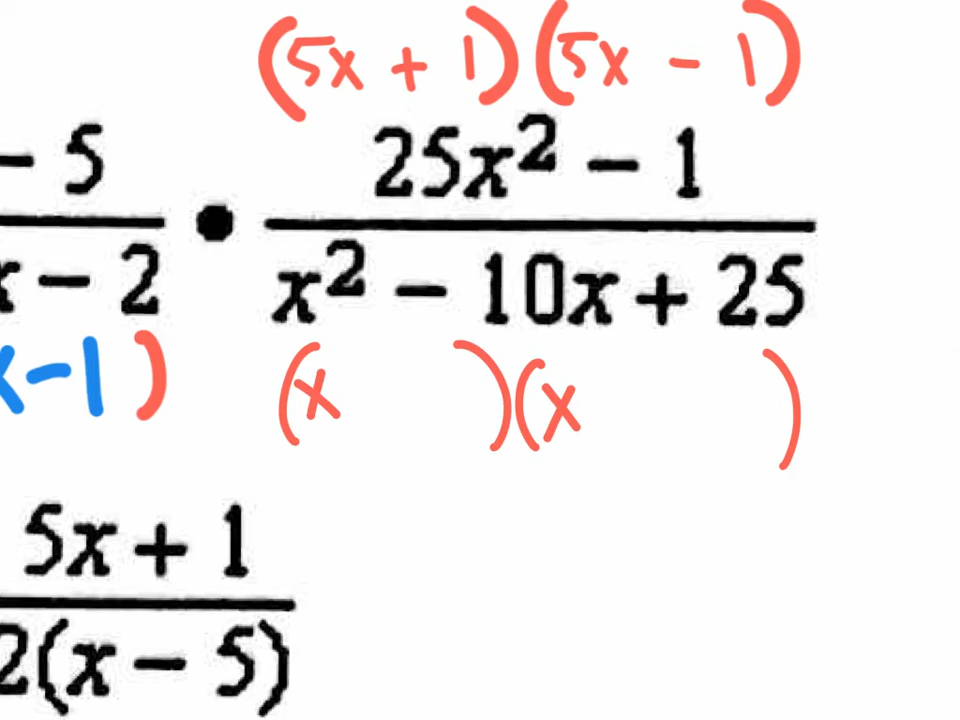 (5x + 1)(5x - 1)
- 5 • 25x² - 1
x - 2 x² - 10x + 25
x-1) (x )(x )
5x + 1
2(x - 5)